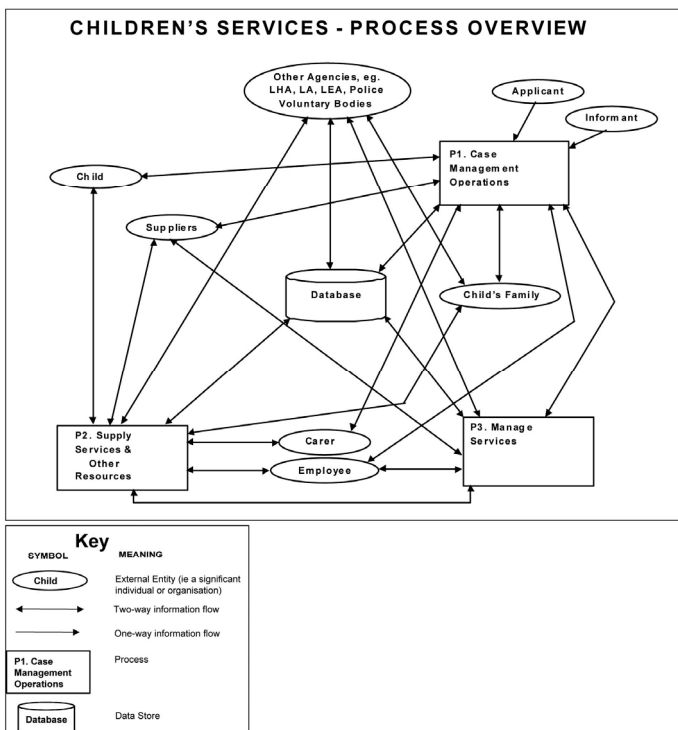 CHILDREN'S SERVICES - PROCESS OVERVIEW
Other Agencies, eg.
LHA, LA, LEA, Police
Voluntary Bodies
Applicant
Informant
P1. Case
Management
Operations
Child
Suppliers
Database
Child's Family
P2. Supply
Services &
Other
Resources
Carer
Employee
P3. Manage
Services
Key
SYMBOL
MEANING
Child
External Entity (ie a significant
individual or organisation)
Two-way information flow
One-way information flow
P1. Case
Management
Operations
Process
Database
Data Store